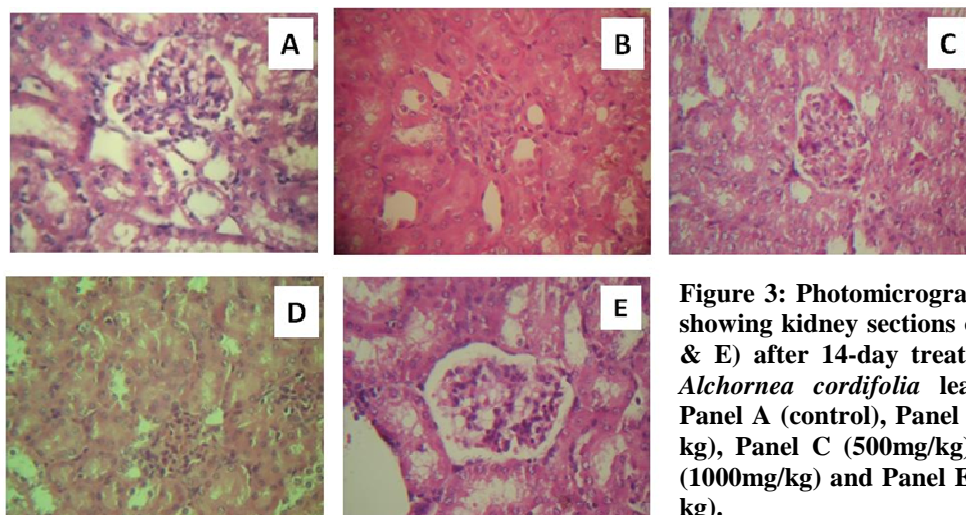 A
B
C
D
E
Figure 3: Photomicrogra
showing kidney sections
& E) after 14-day treat
Alchornea cordifolia lea
Panel A (control), Panel
kg), Panel C (500mg/kg)
(1000mg/kg) and Panel E
kg).